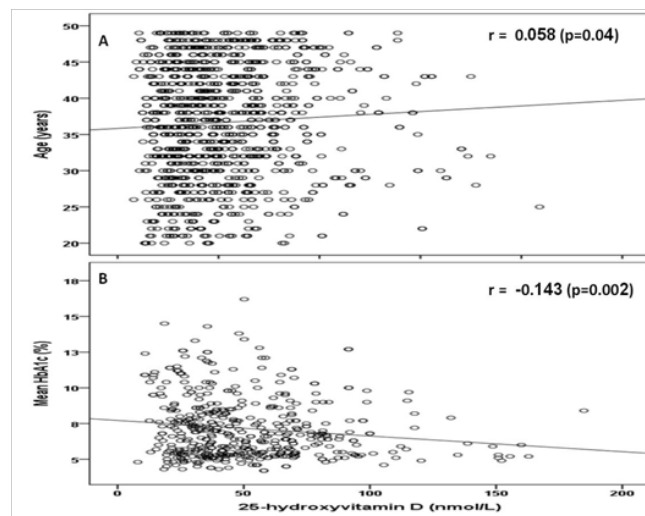 A
r = 0.058 (p=0.04)
Age (years)
50
45
40
35
30
25
20
B
r = -0.143 (p=0.002)
Mean HbA1c (%)
18
15
13
10
8
5
0
50
100
150
200
25-hydroxyvitamin D (nmol/L)